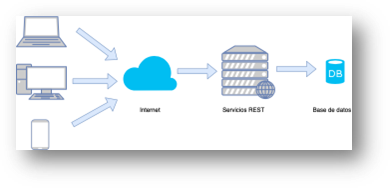 DB
Internet
Servicios REST
Base de datos